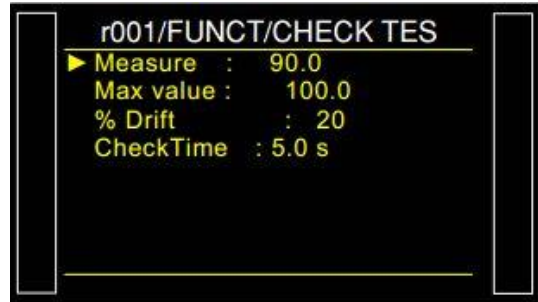 r001/FUNCT/CHECK TES
Measure : 90.0
Max value : 100.0
% Drift : 20
CheckTime : 5.0 s